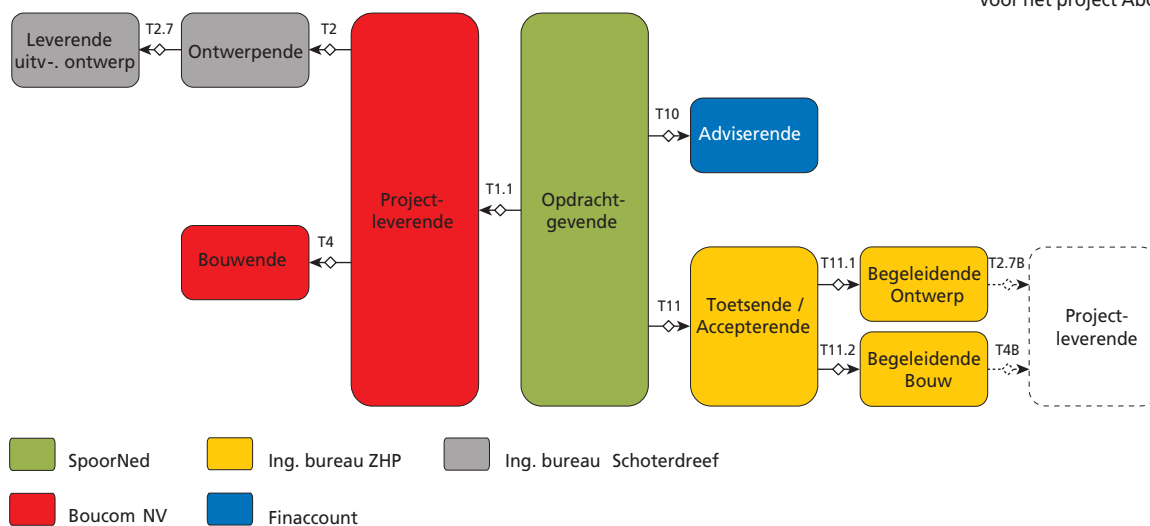 voor het project Abc
Leverende
uitv-. ontwerp
T2.7
Ontwerpende
T2
Project-
leverende
T4
Bouwende
T1.1
Opdracht-
gevende
T10
Adviserende
T11
Toetsende /
Accepterende
T11.1
Begeleidende
Ontwerp
T2.7B
T11.2
Begeleidende
Bouw
T4B
Project-
leverende
SpoorNed
Ing. bureau ZHP
Ing. bureau Schoterdreef
Boucom NV
Finaccount